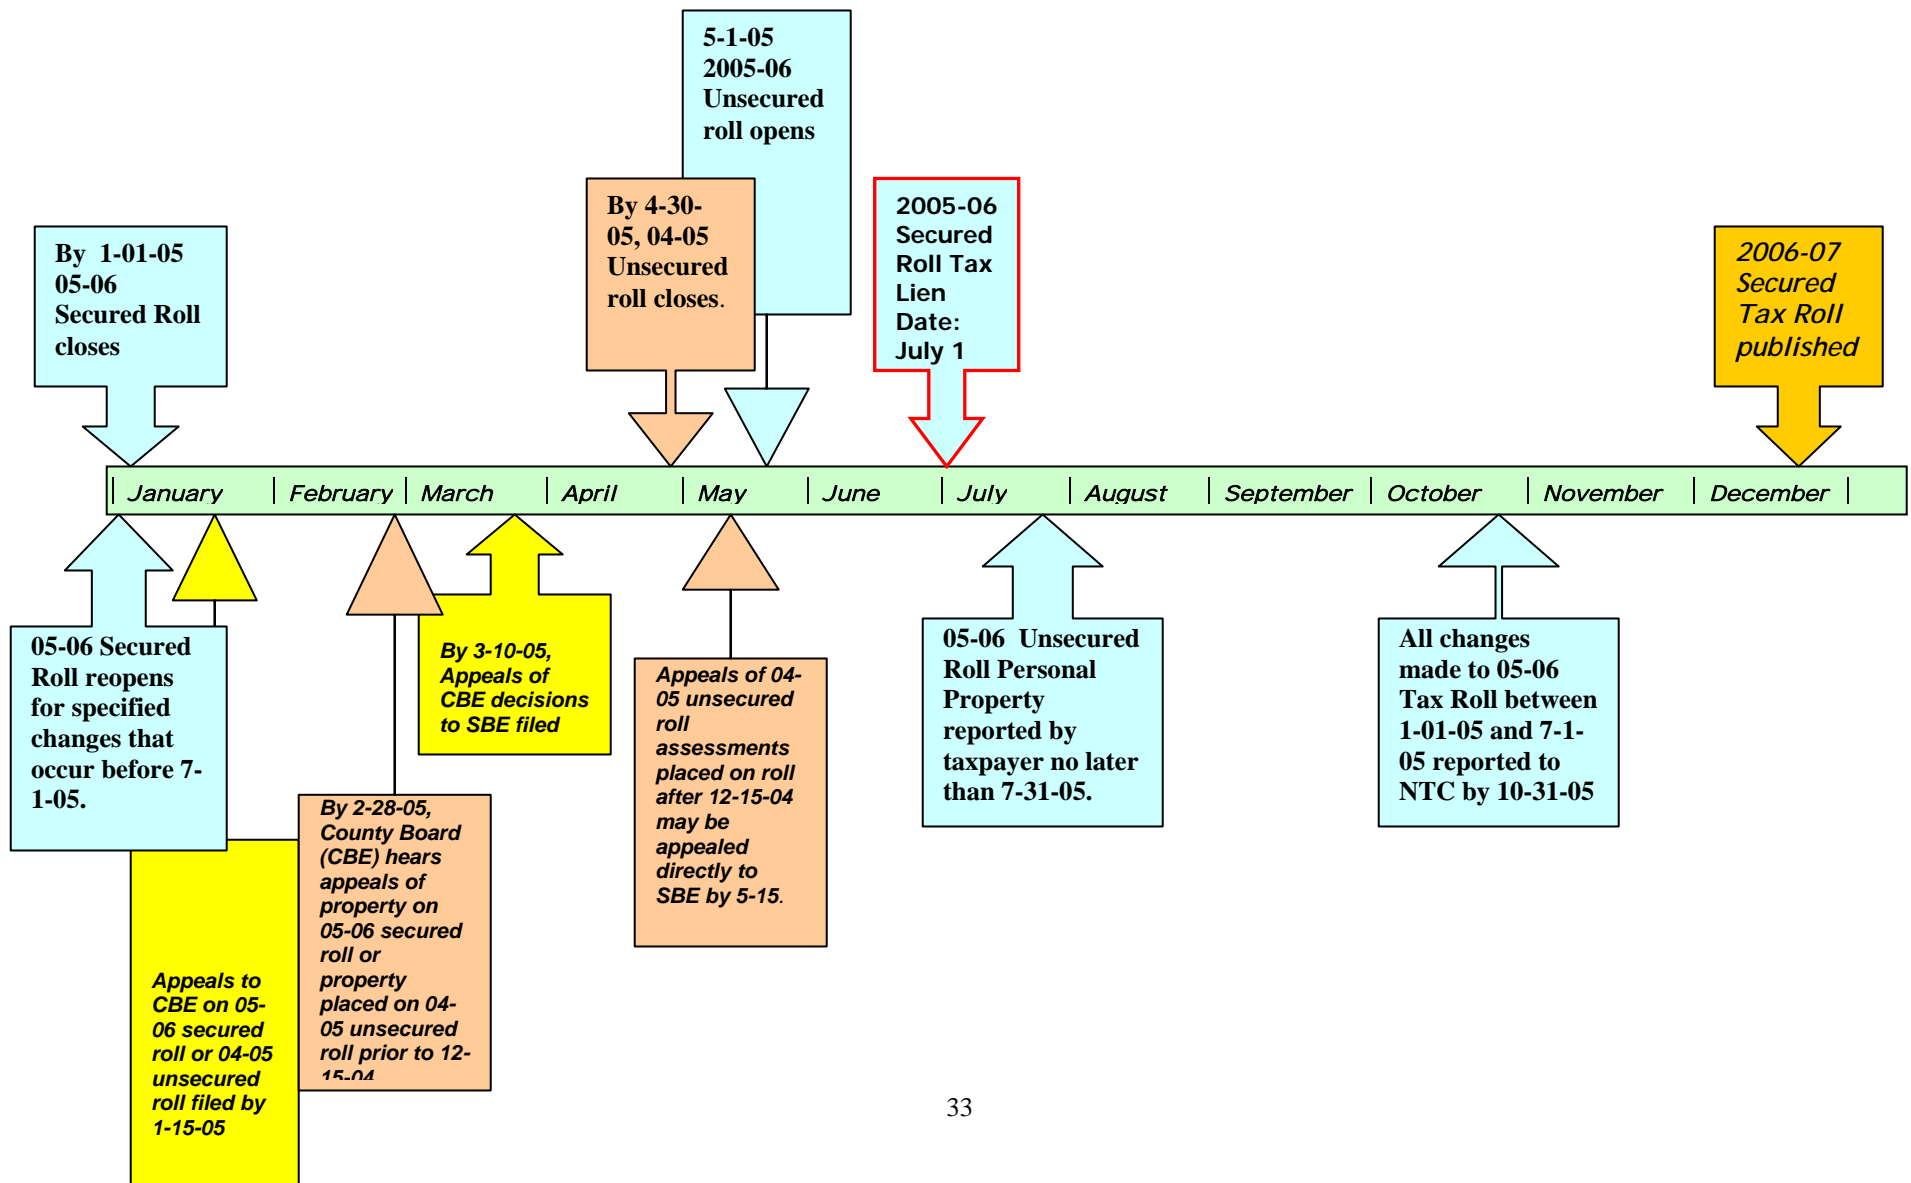 5-1-05
2005-06
Unsecured
roll opens
By 4-30-
05, 04-05
Unsecured
roll closes.
2005-06
Secured
Roll Tax
Lien
Date:
July 1
By 1-01-05
05-06
Secured Roll
closes
2006-07
Secured
Tax Roll
published
January February March April May June July August September October November December
05-06 Secured
Roll reopens
for specified
changes that
occur before 7-
1-05.
Appeals to
CBE on 05-
06 secured
roll or 04-05
unsecured
roll filed by
1-15-05
By 2-28-05,
County Board
(CBE) hears
appeals of
property on
05-06 secured
roll or
property
placed on 04-
05 unsecured
roll prior to 12-
15-04
By 3-10-05,
Appeals of
CBE decisions
to SBE filed
Appeals of 04-
05 unsecured
roll
assessments
placed on roll
after 12-15-04
may be
appealed
directly to
SBE by 5-15.
05-06 Unsecured
Roll Personal
Property
reported by
taxpayer no later
than 7-31-05.
All changes
made to 05-06
Tax Roll between
1-01-05 and 7-1-
05 reported to
NTC by 10-31-05
33